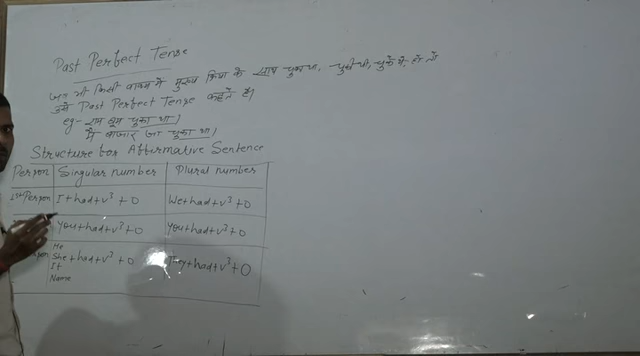 Past Perfect Tense
जब भी किसी वाक्य में मुख्य क्रिया के साथ चुका था, चुकी थी, चुके थे हो तो
उसे Past Perfect Tense कहते हैं।
eg- राम घूम चुका था।
मैं बाजार जा चुका था।
Structure for Affirmative Sentence
Person Singular number Plural number
1st Person I+had+v³+O We+had+v³+O
You+had+v³+O You+had+v³+O
He
She+had+v³+O They+had+v³+O
It
Name